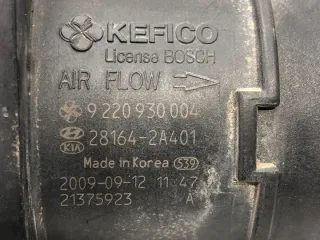 KEFICO
License BOSCH
AIR FLOW
9 220 930 004
KIA 28164-2A401
Made in Korea 539
2009-09-12 11:47
21375923 A